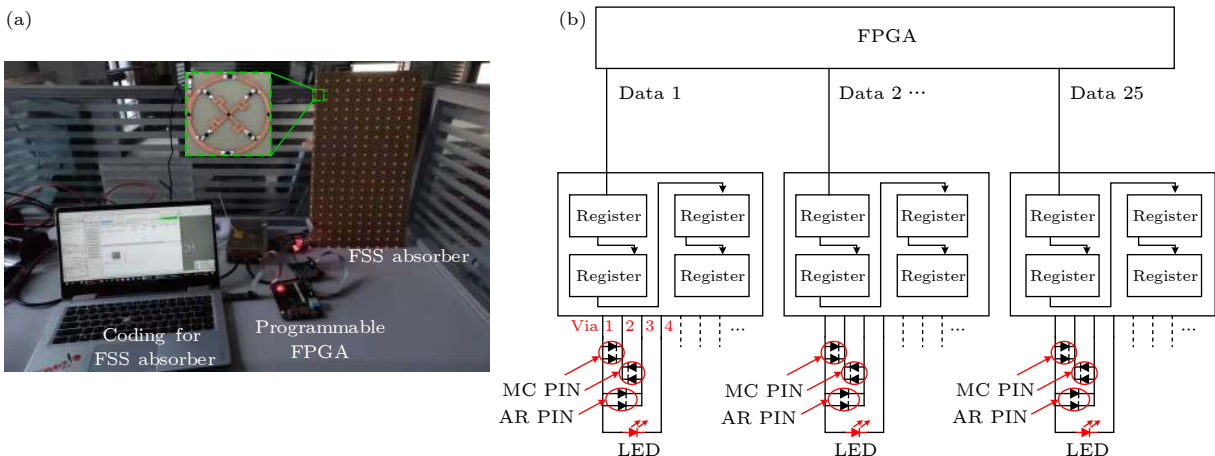 (a)
FSS absorber
Coding for
FSS absorber
Programmable
FPGA
(b)
FPGA
Data 1
Data 2 ···
Data 25
Register Register
Register Register
Register Register
Register Register
Register Register
Register Register
Via 1 2 3 4 ...
...
...
MC PIN
AR PIN
LED
MC PIN
AR PIN
LED
MC PIN
AR PIN
LED